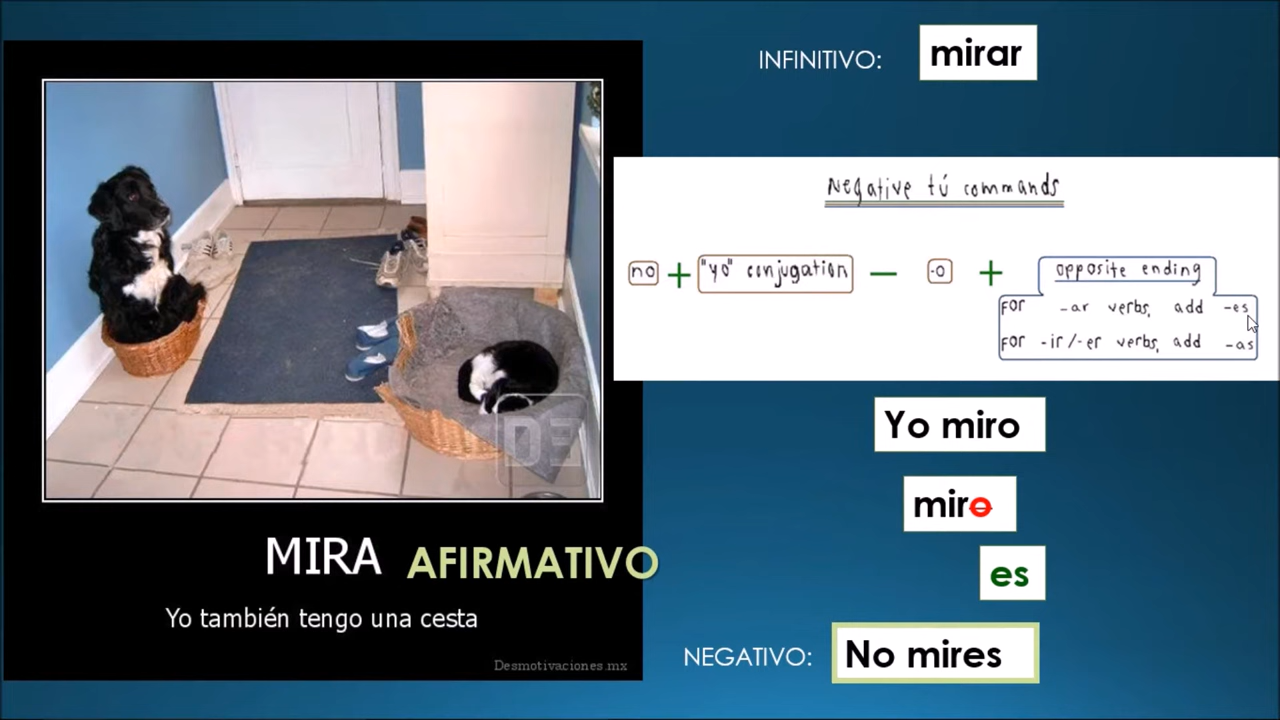 INFINITIVO: mirar
Negative tú commands
no + "yo" conjugation − -o + opposite ending
For -ar verbs, add -es
For -ir/-er verbs, add -as
Yo miro
miro
es
NEGATIVO: No mires
DE
MIRA AFIRMATIVO
Yo también tengo una cesta
Desmotivaciones.mx